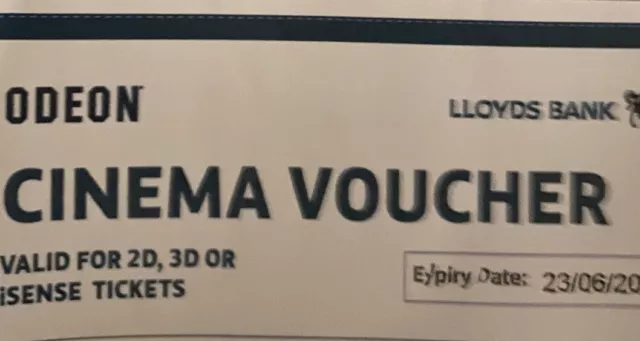 ODEON
LLOYDS BANK
CINEMA VOUCHER
VALID FOR 2D, 3D OR
iSENSE TICKETS
Expiry Date: 23/06/20